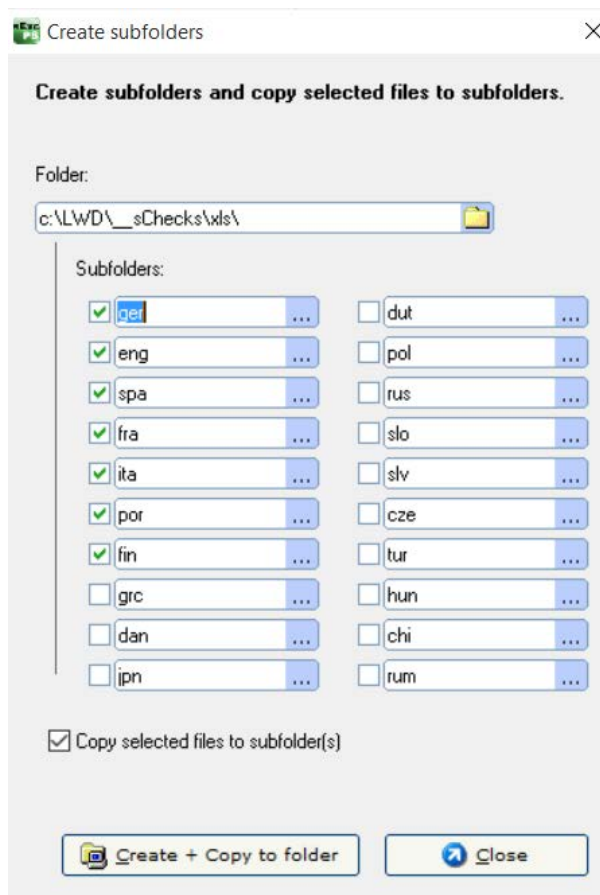 Create subfolders
Create subfolders and copy selected files to subfolders.
Folder:
c:\LWD\__sChecks\xls\
Subfolders:
ger ... dut ...
eng ... pol ...
spa ... rus ...
fra ... slo ...
ita ... slv ...
por ... cze ...
fin ... tur ...
grc ... hun ...
dan ... chi ...
jpn ... rum ...
Copy selected files to subfolder(s)
Create + Copy to folder Close